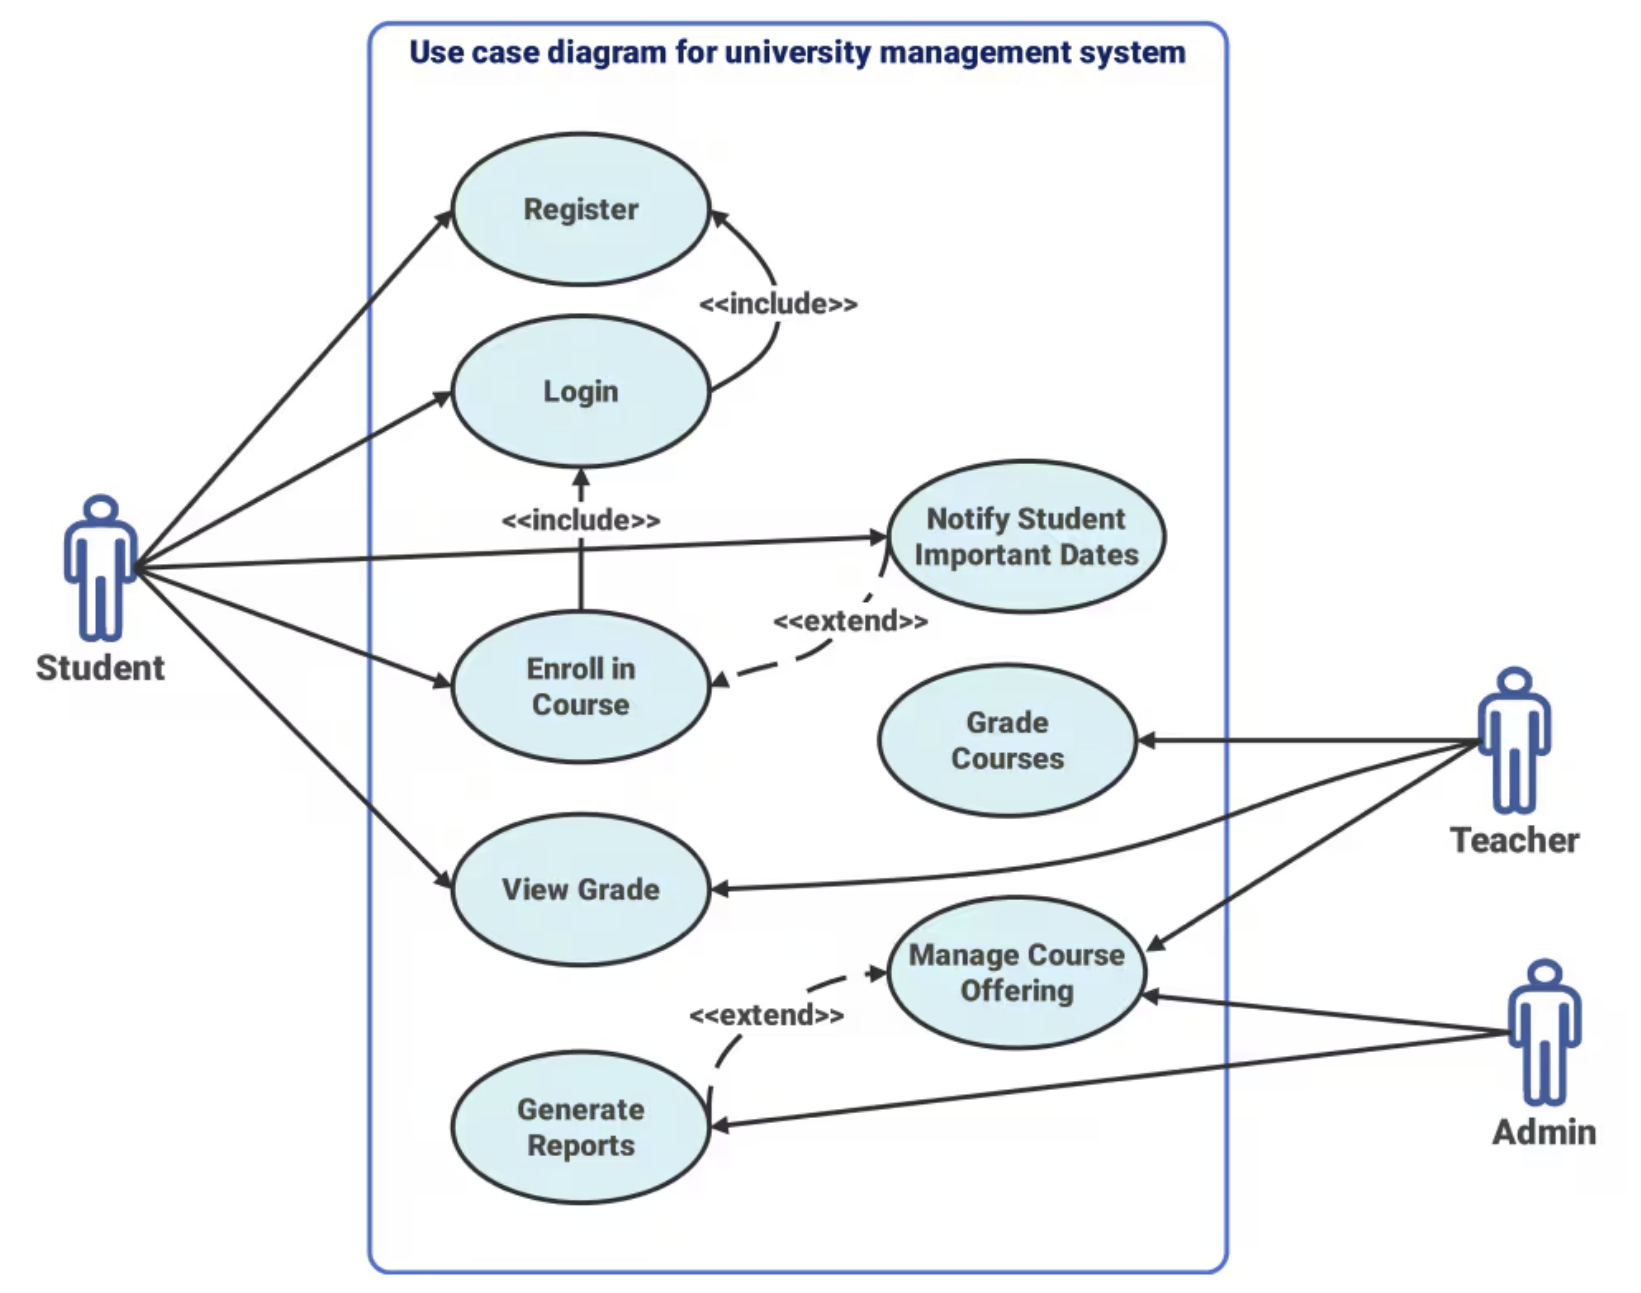 Use case diagram for university management system
Register
<<include>>
Login
<<include>>
Notify Student
Important Dates
<<extend>>
Enroll in
Course
Student
Grade
Courses
Teacher
View Grade
Manage Course
Offering
<<extend>>
Generate
Reports
Admin